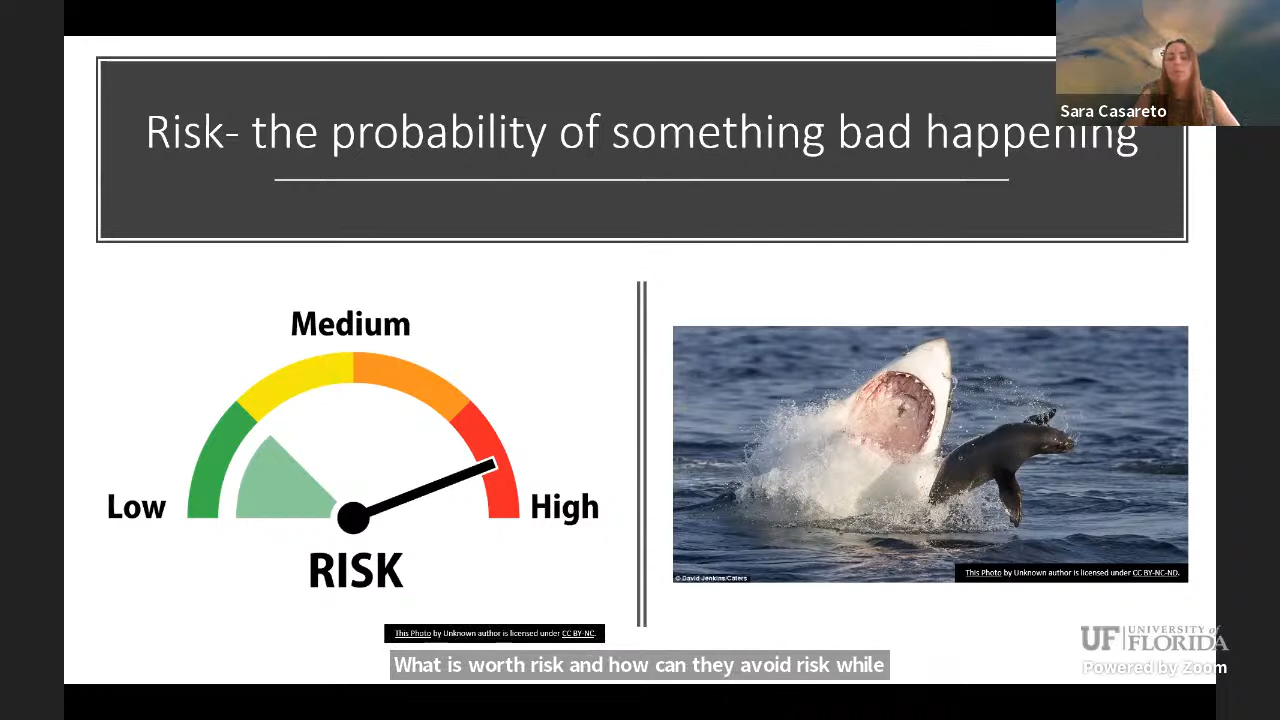 Sara Casareto
Risk- the probability of something bad happening
Medium
Low
High
RISK
© David Jenkins/Caters
This Photo by Unknown author is licensed under CC BY-NC-ND.
This Photo by Unknown author is licensed under CC BY-NC.
UF UNIVERSITY of
FLORIDA
What is worth risk and how can they avoid risk while
Powered by Zoom